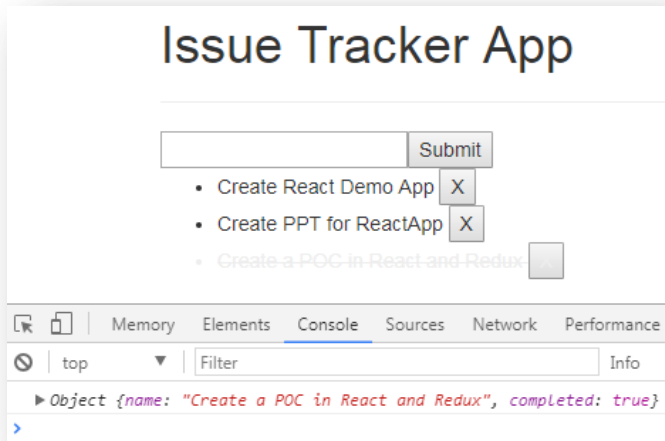 Issue Tracker App
Submit
• Create React Demo App X
• Create PPT for ReactApp X
• Create a POC in React and Redux X
Memory Elements Console Sources Network Performance
top ▼ Filter Info
▶ Object {name: "Create a POC in React and Redux", completed: true}
>